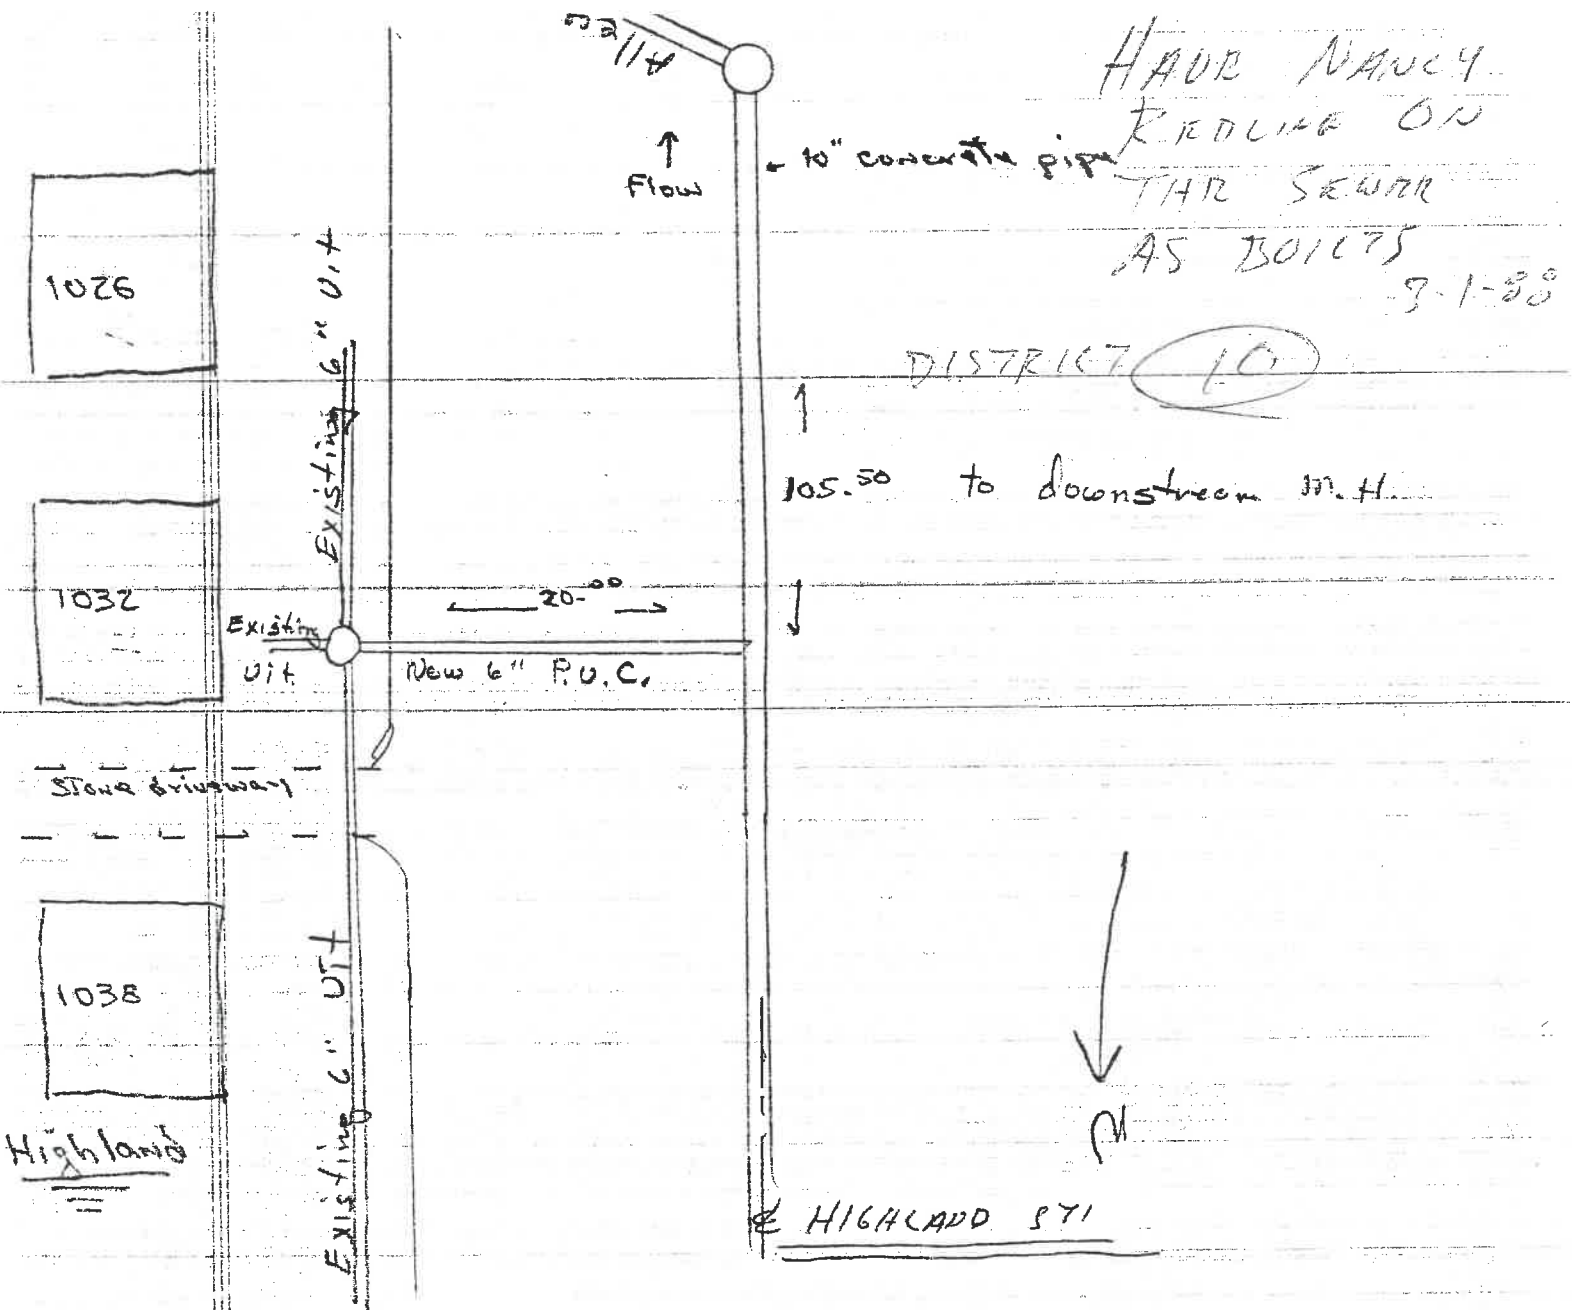 HAVE NANCY
REDLINE ON
THE SEWER
AS BUILTS
3-1-88
DISTRICT 10
Alley
↑
Flow
← 10" concrete pipe
1026
Existing 6" Vit
105.50 to downstream M.H.
1032
20.00
Existing
Vit.
New 6" P.V.C.
Stone driveway
1038
Existing 6" Vit
Highland
N
℄ HIGHLAND ST